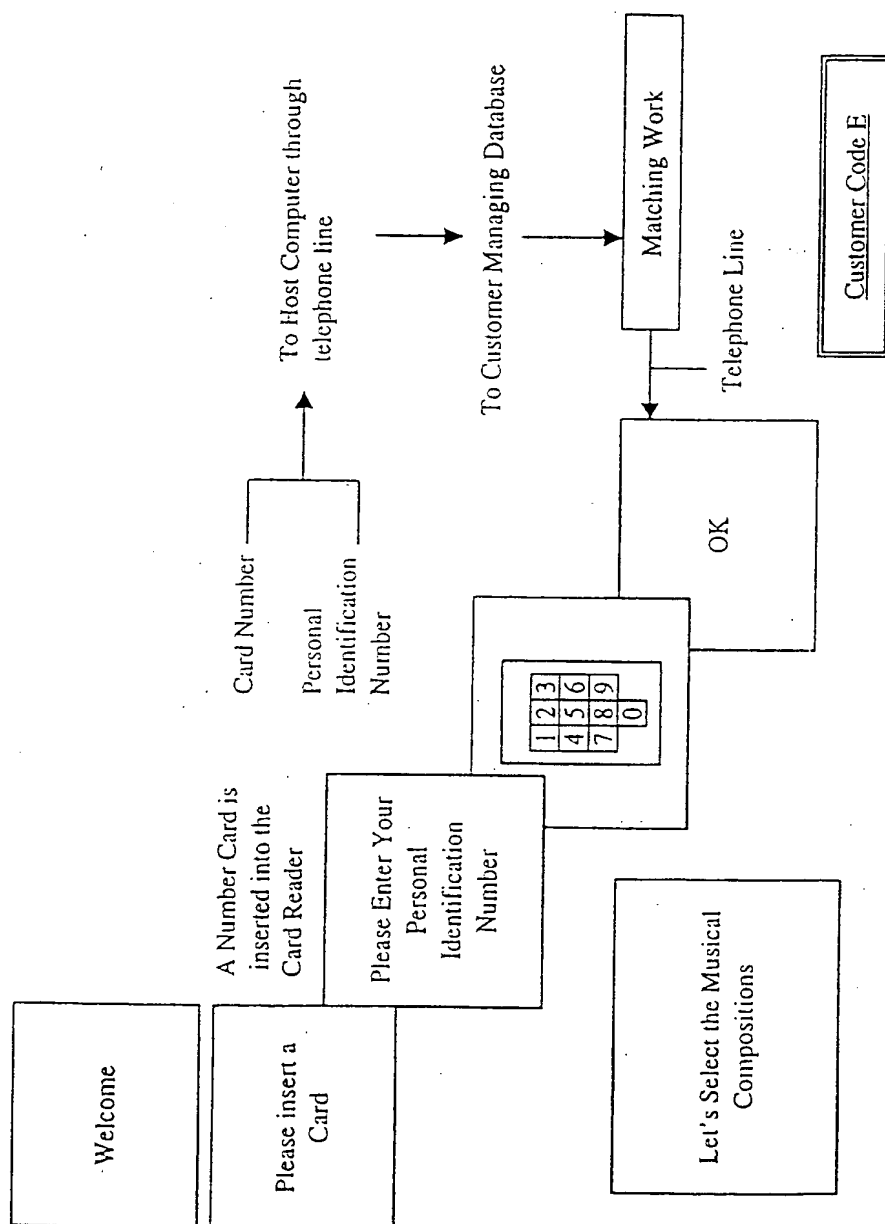 Welcome
Please insert a
Card
A Number Card is
inserted into the
Card Reader
Please Enter Your
Personal
Identification
Number
1 2 3
4 5 6
7 8 9
0
Card Number
Personal
Identification
Number
To Host Computer through
telephone line
To Customer Managing Database
Matching Work
Telephone Line
OK
Let's Select the Musical
Compositions
Customer Code E